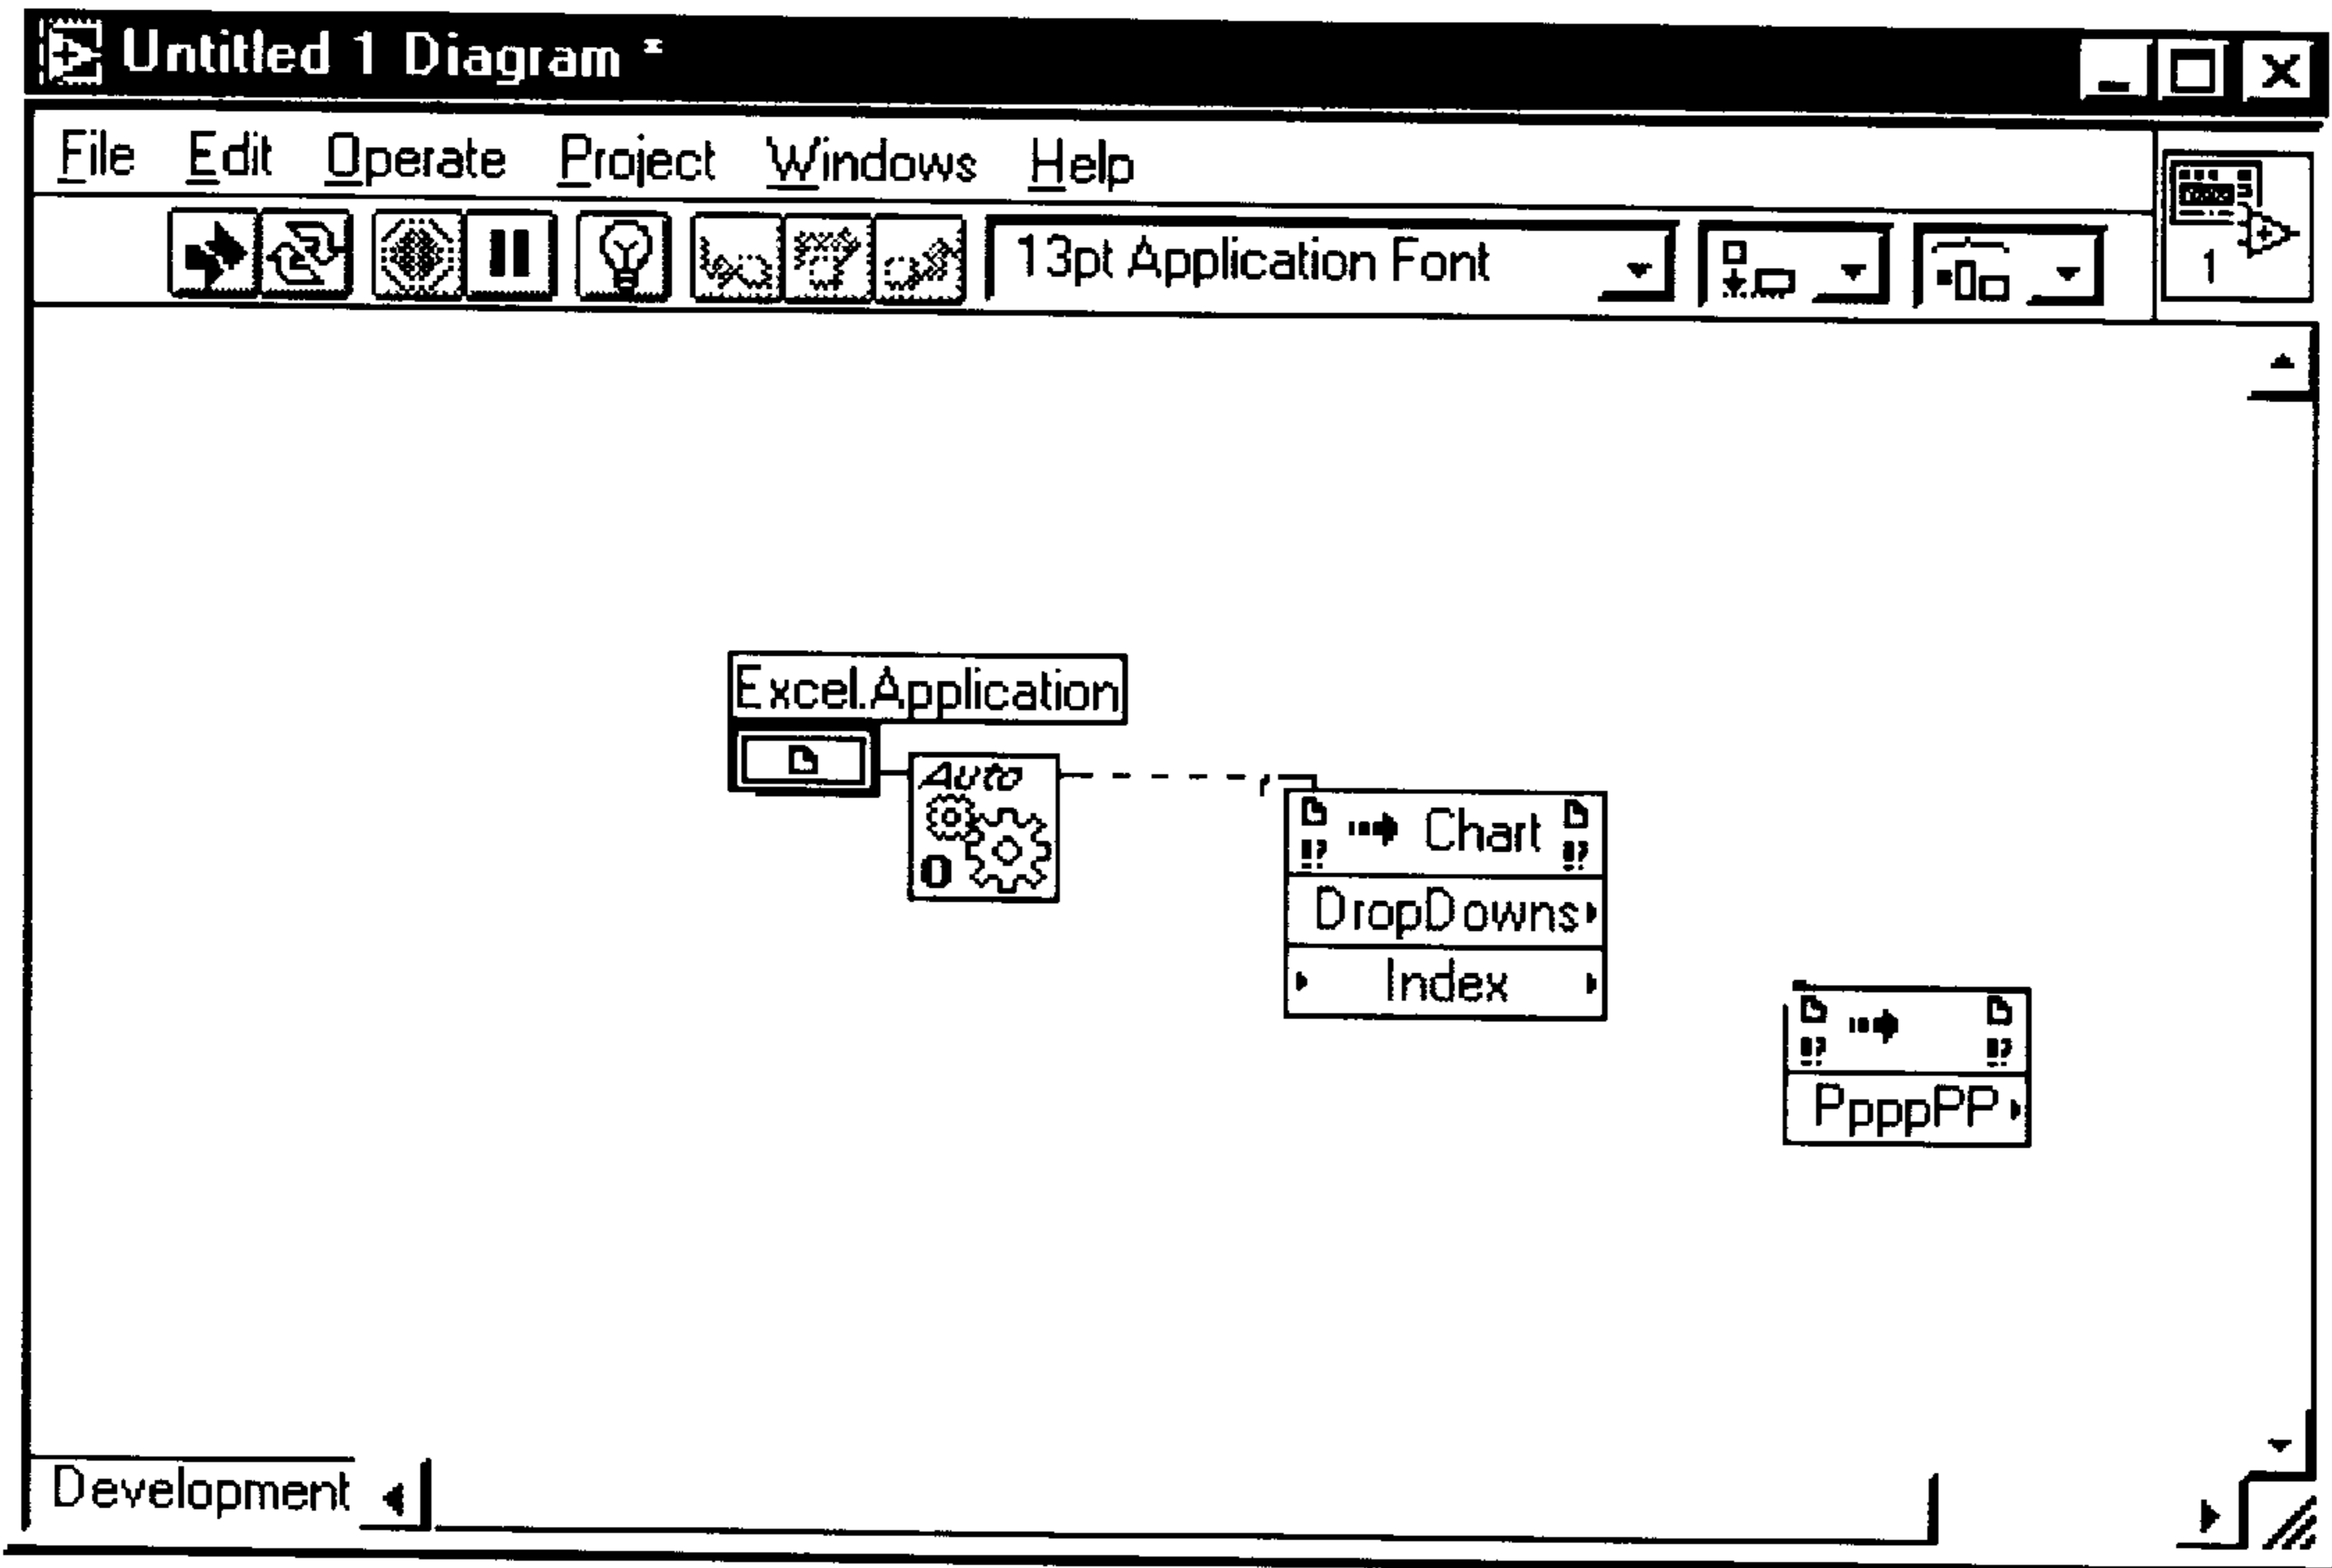 Untitled 1 Diagram *
File Edit Operate Project Windows Help
13pt Application Font
1
Excel.Application
Auto
0
!? Chart !?
DropDowns
Index
!? !?
PpppPP
Development